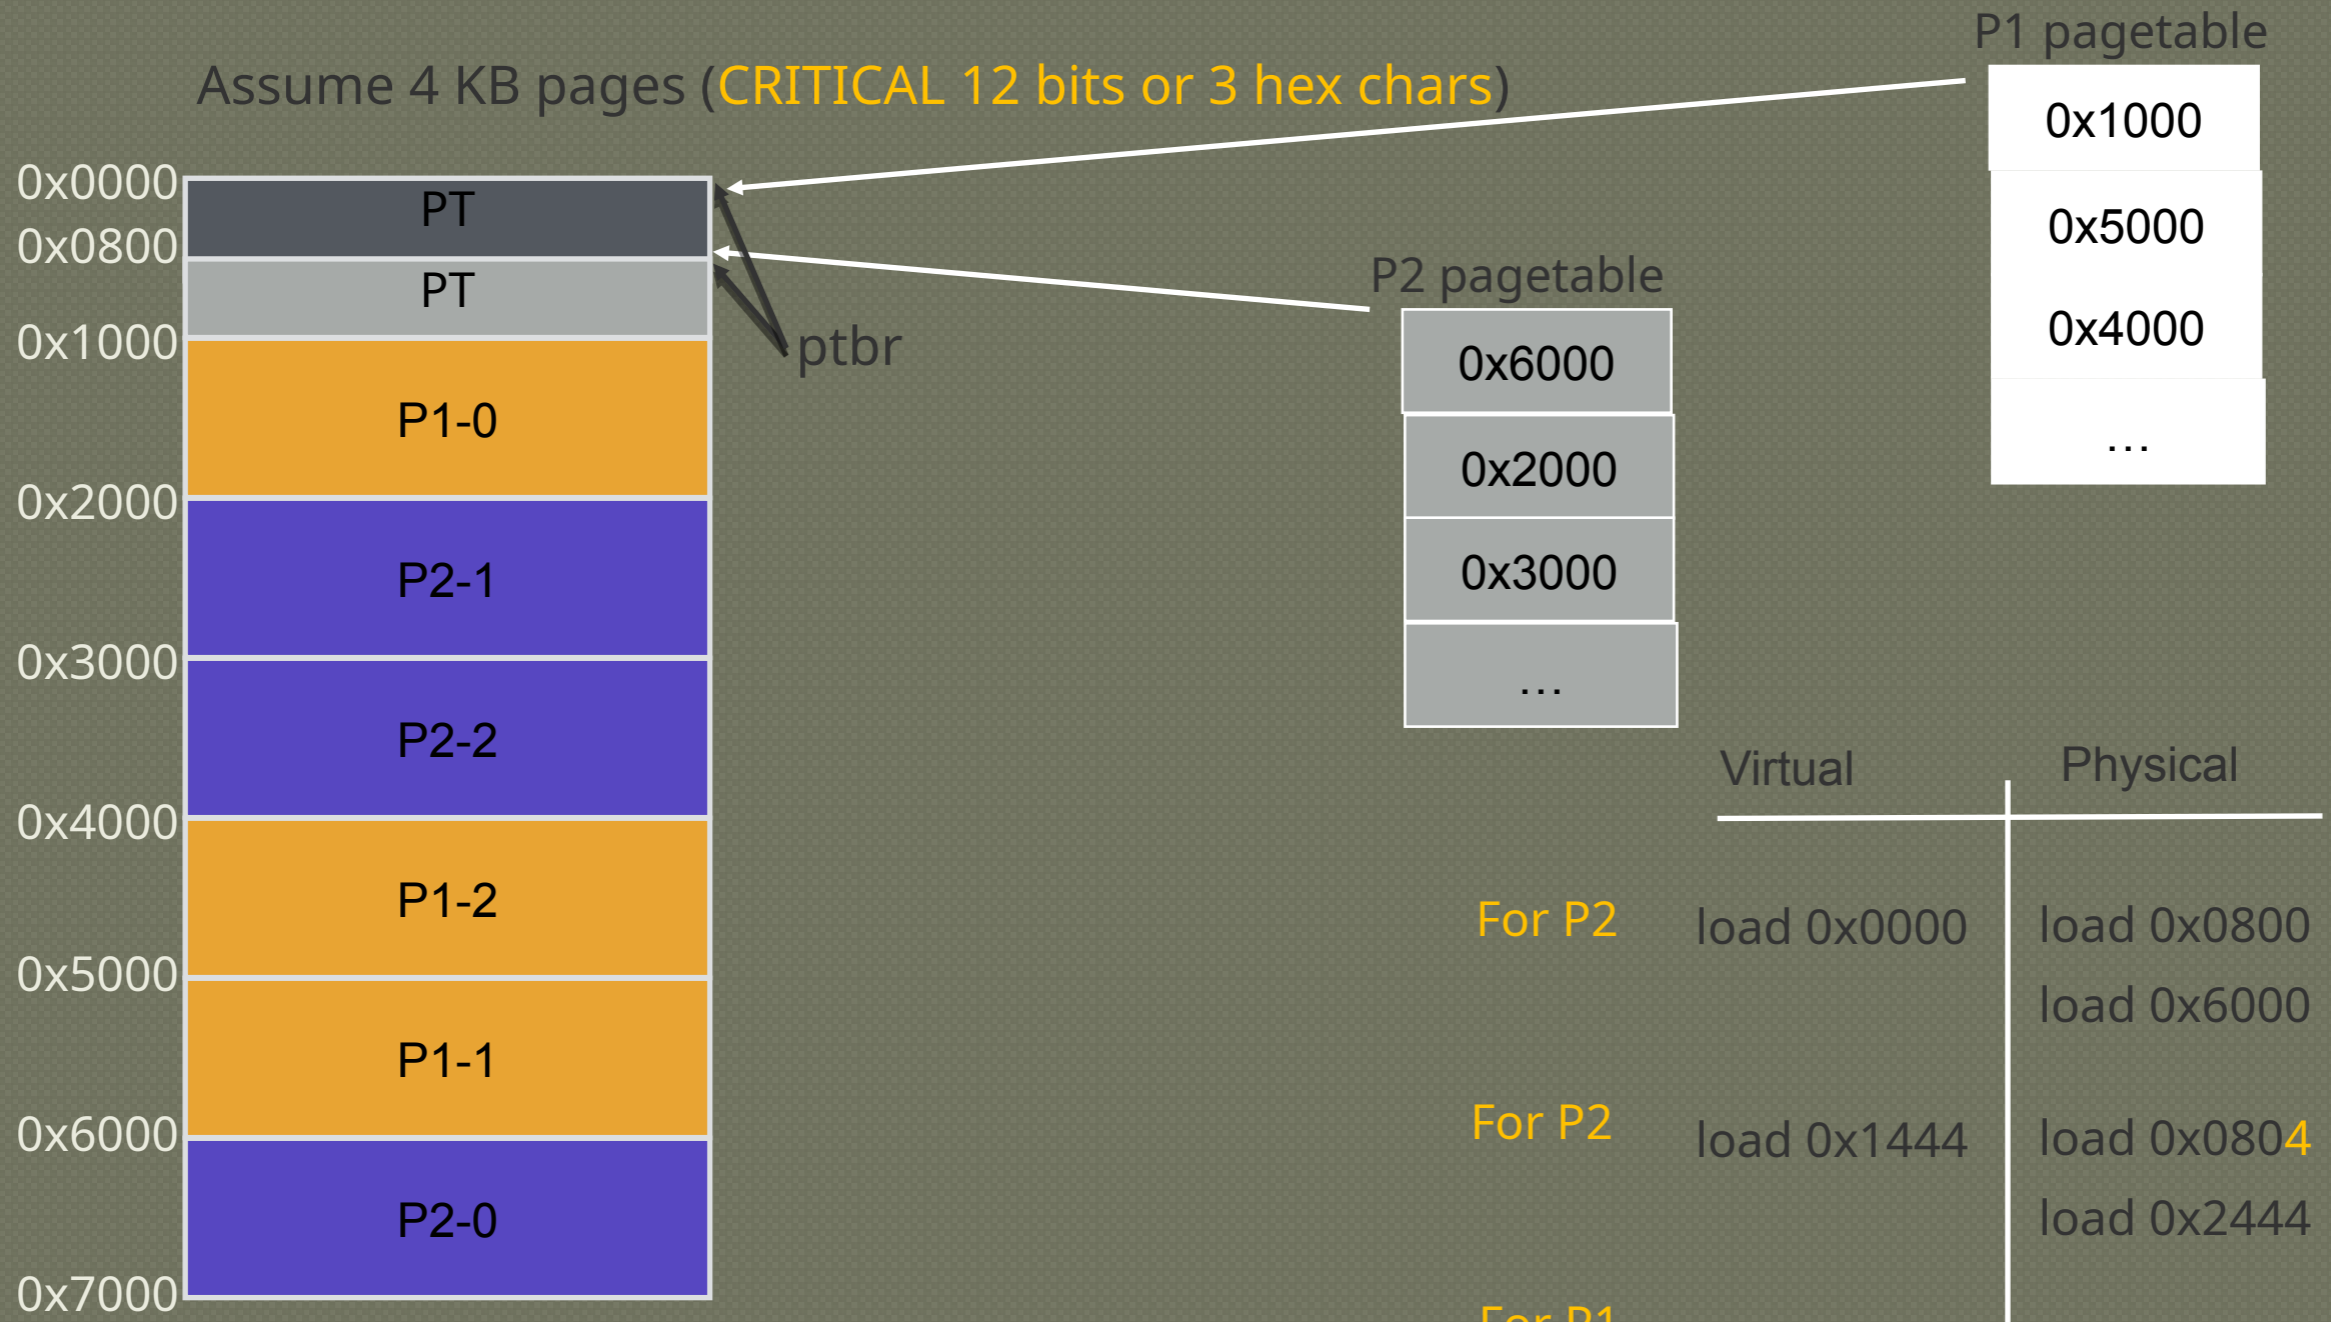 P1 pagetable
Assume 4 KB pages (CRITICAL 12 bits or 3 hex chars)
0x1000
0x5000
0x4000
…
0x0000
PT
0x0800
PT
0x1000
ptbr
P1-0
0x2000
P2-1
0x3000
P2-2
0x4000
P1-2
0x5000
P1-1
0x6000
P2-0
0x7000
P2 pagetable
0x6000
0x2000
0x3000
…
Virtual
Physical
For P2
load 0x0000
load 0x0800
load 0x6000
For P2
load 0x1444
load 0x0804
load 0x2444
For P1